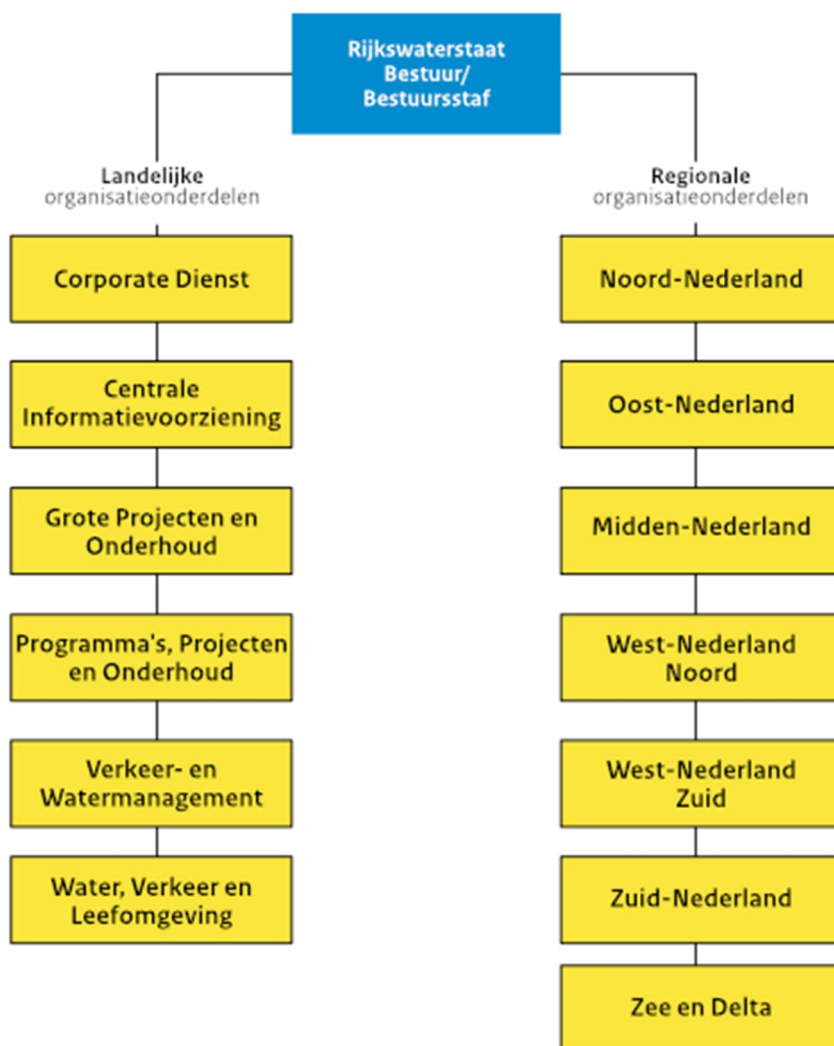 Rijkswaterstaat
Bestuur/
Bestuursstaf
Landelijke
organisatieonderdelen
Corporate Dienst
Centrale
Informatievoorziening
Grote Projecten en
Onderhoud
Programma's, Projecten
en Onderhoud
Verkeer- en
Watermanagement
Water, Verkeer en
Leefomgeving
Regionale
organisatieonderdelen
Noord-Nederland
Oost-Nederland
Midden-Nederland
West-Nederland
Noord
West-Nederland
Zuid
Zuid-Nederland
Zee en Delta